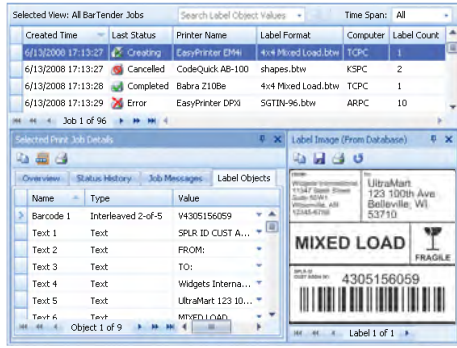 Selected View: All BarTender Jobs Search Label Object Values Time Span: All
Created Time Last Status Printer Name Label Format Computer Label Count
6/13/2008 17:13:27 Creating EasyPrinter EM4i 4x4 Mixed Load.btw TCPC 1
6/13/2008 17:13:27 Cancelled CodeQuick AB-100 shapes.btw KSPC 2
6/13/2008 17:13:28 Completed Babra Z10Be 4x4 Mixed Load.btw TCPC 1
6/13/2008 17:13:29 Error EasyPrinter DPXi SGTIN-96.btw ARPC 10
Job 1 of 96
Selected Print Job Details
Overview Status History Job Messages Label Objects
Name Type Value
Barcode 1 Interleaved 2-of-5 V4305156059
Text 1 Text SPLR ID CUST A...
Text 2 Text FROM:
Text 3 Text TO:
Text 4 Text Widgets Interna...
Text 5 Text UltraMart 123 10...
Text 6 Text MIXED LOAD
Object 1 of 9
Label Image (From Database)
Widgets International
11347 Bash Street
Suite 50W1
UltraMart
123 100th Ave
Belleville, WI
53710
MIXED LOAD
FRAGILE
4305156059
Label 1 of 1